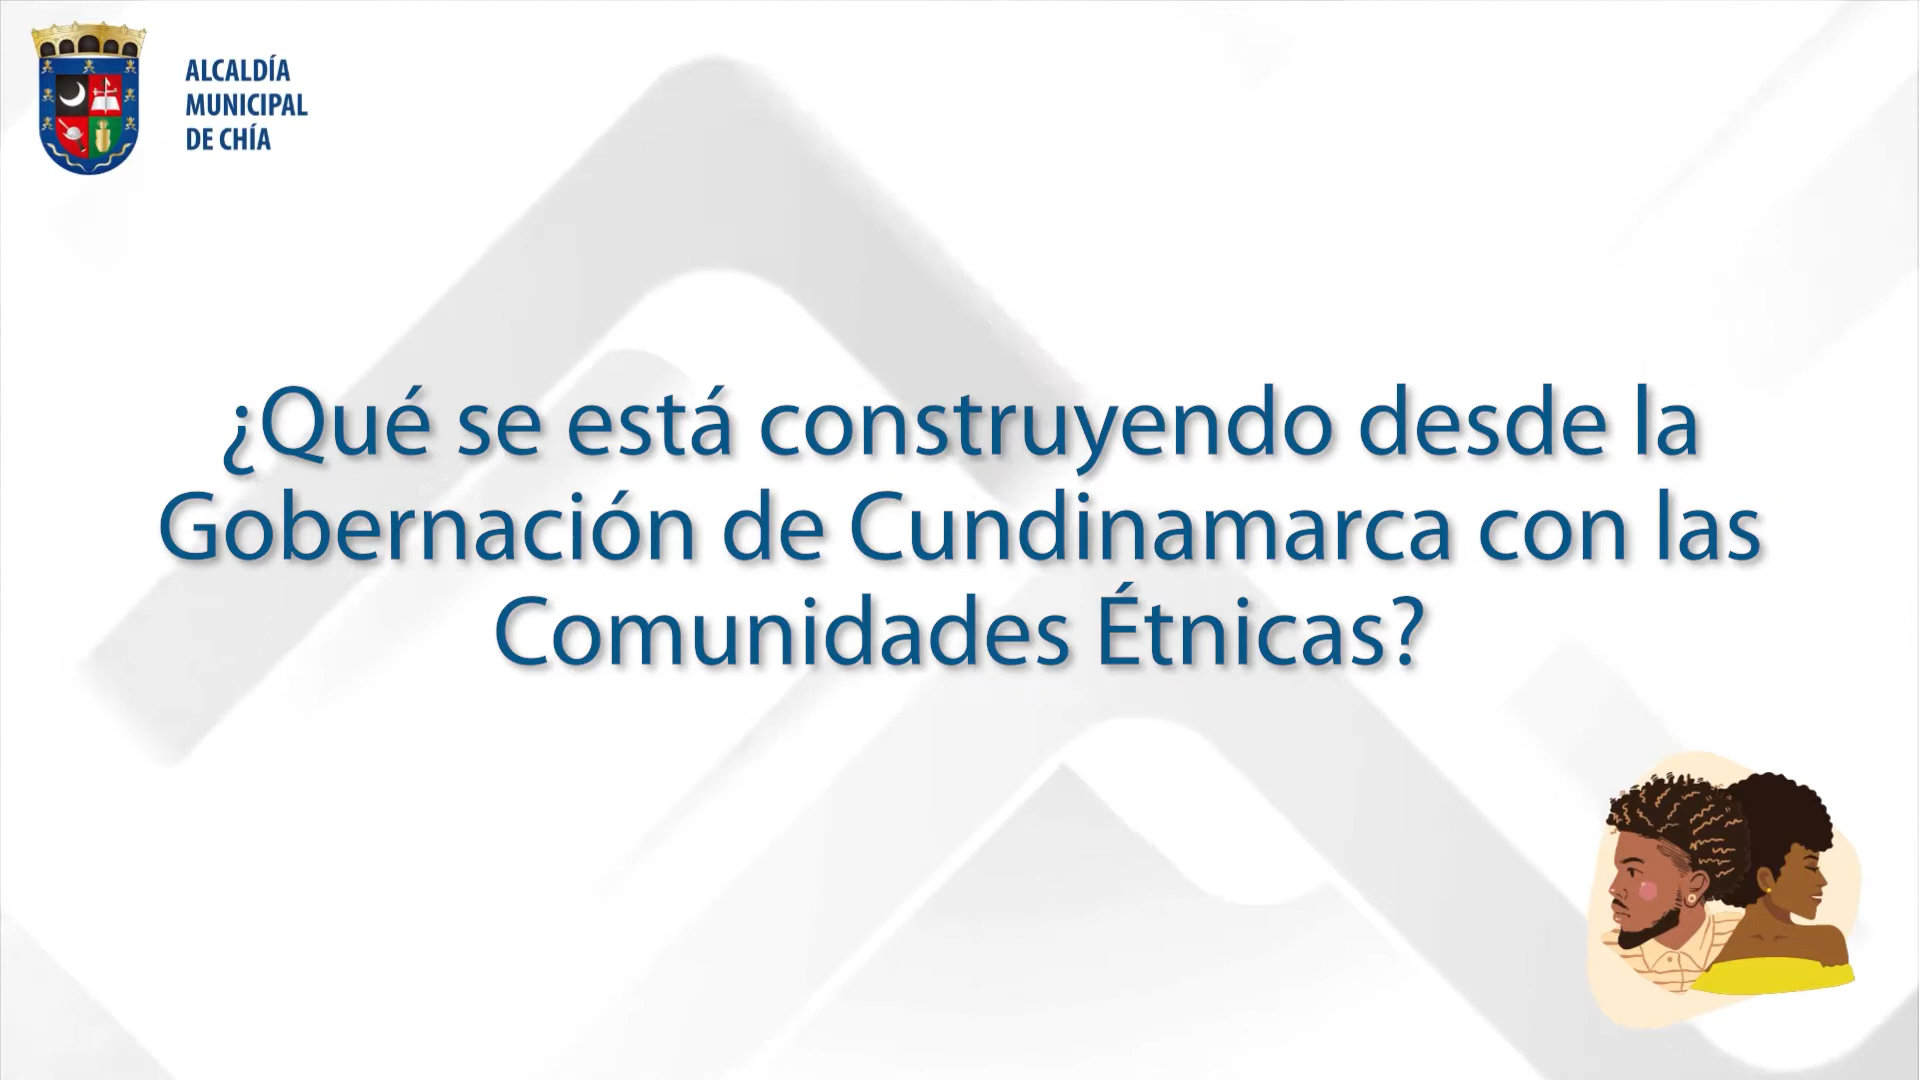 ALCALDÍA
MUNICIPAL
DE CHÍA
¿Qué se está construyendo desde la
Gobernación de Cundinamarca con las
Comunidades Étnicas?